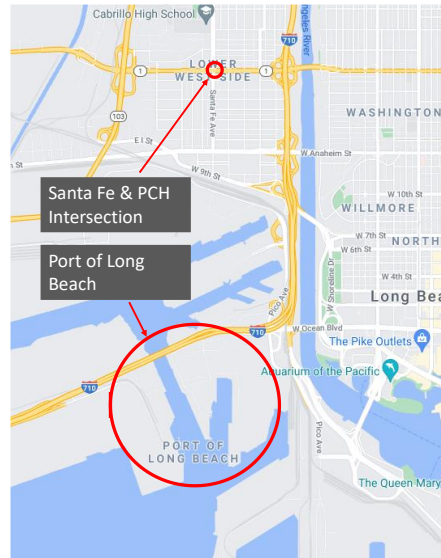 Cabrillo High School
Angeles River
710
LOWER
WEST SIDE
1
1
103
Santa Fe Ave
WASHINGTON
E I St
W Anaheim St
W 9th St
Santa Fe & PCH
Intersection
W 10th St
WILLMORE
W 7th St
W 6th St
NORTH
Port of Long
Beach
W Shoreline Dr
W 4th St
Pico Ave
Long Bea
710
W Ocean Blvd
The Pike Outlets
Aquarium of the Pacific
710
Pico Ave
PORT OF
LONG BEACH
The Queen Mary